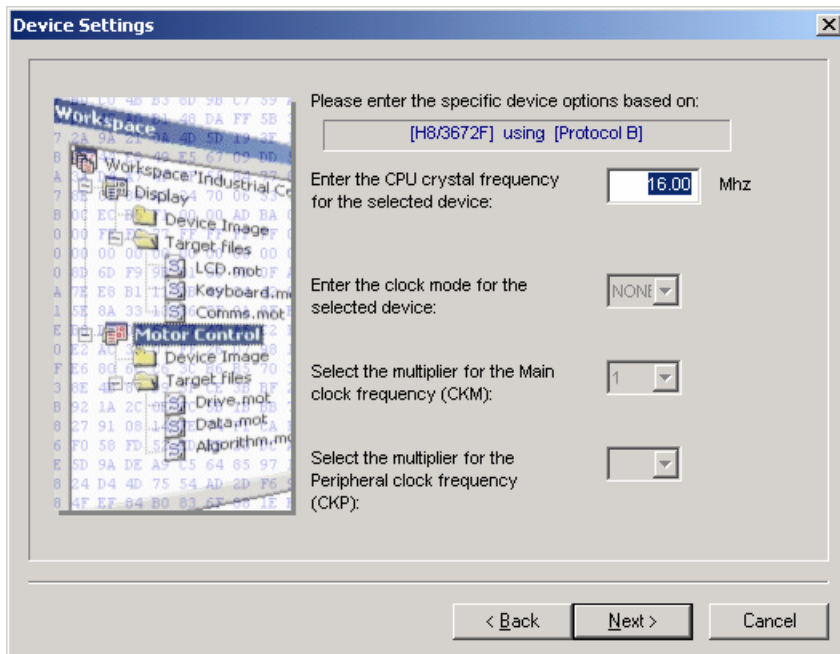 Device Settings
Please enter the specific device options based on:
[H8/3672F] using [Protocol B]
Enter the CPU crystal frequency
for the selected device:
16.00
Mhz
Enter the clock mode for the
selected device:
NONE
Select the multiplier for the Main
clock frequency (CKM):
1
Select the multiplier for the
Peripheral clock frequency
(CKP):
Workspace
Workspace 'Industrial Co
Display
Device Image
Target files
LCD.mot
Keyboard.mo
Comms.mot
Motor Control
Device Image
Target files
Drive.mot
Data.mot
Algorithm.mo
< Back
Next >
Cancel